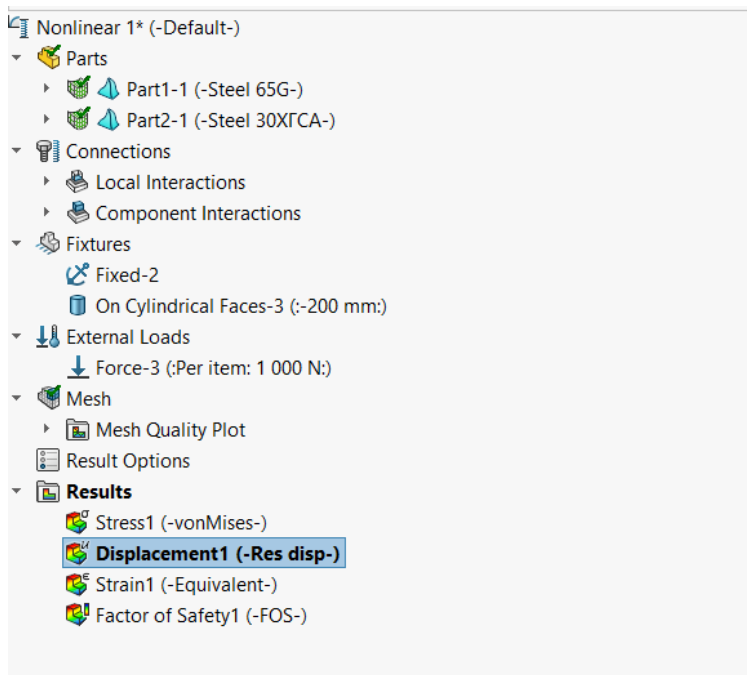 Nonlinear 1* (-Default-)
Parts
Part1-1 (-Steel 65G-)
Part2-1 (-Steel 30ХГСА-)
Connections
Local Interactions
Component Interactions
Fixtures
Fixed-2
On Cylindrical Faces-3 (:-200 mm:)
External Loads
Force-3 (:Per item: 1 000 N:)
Mesh
Mesh Quality Plot
Result Options
Results
Stress1 (-vonMises-)
Displacement1 (-Res disp-)
Strain1 (-Equivalent-)
Factor of Safety1 (-FOS-)